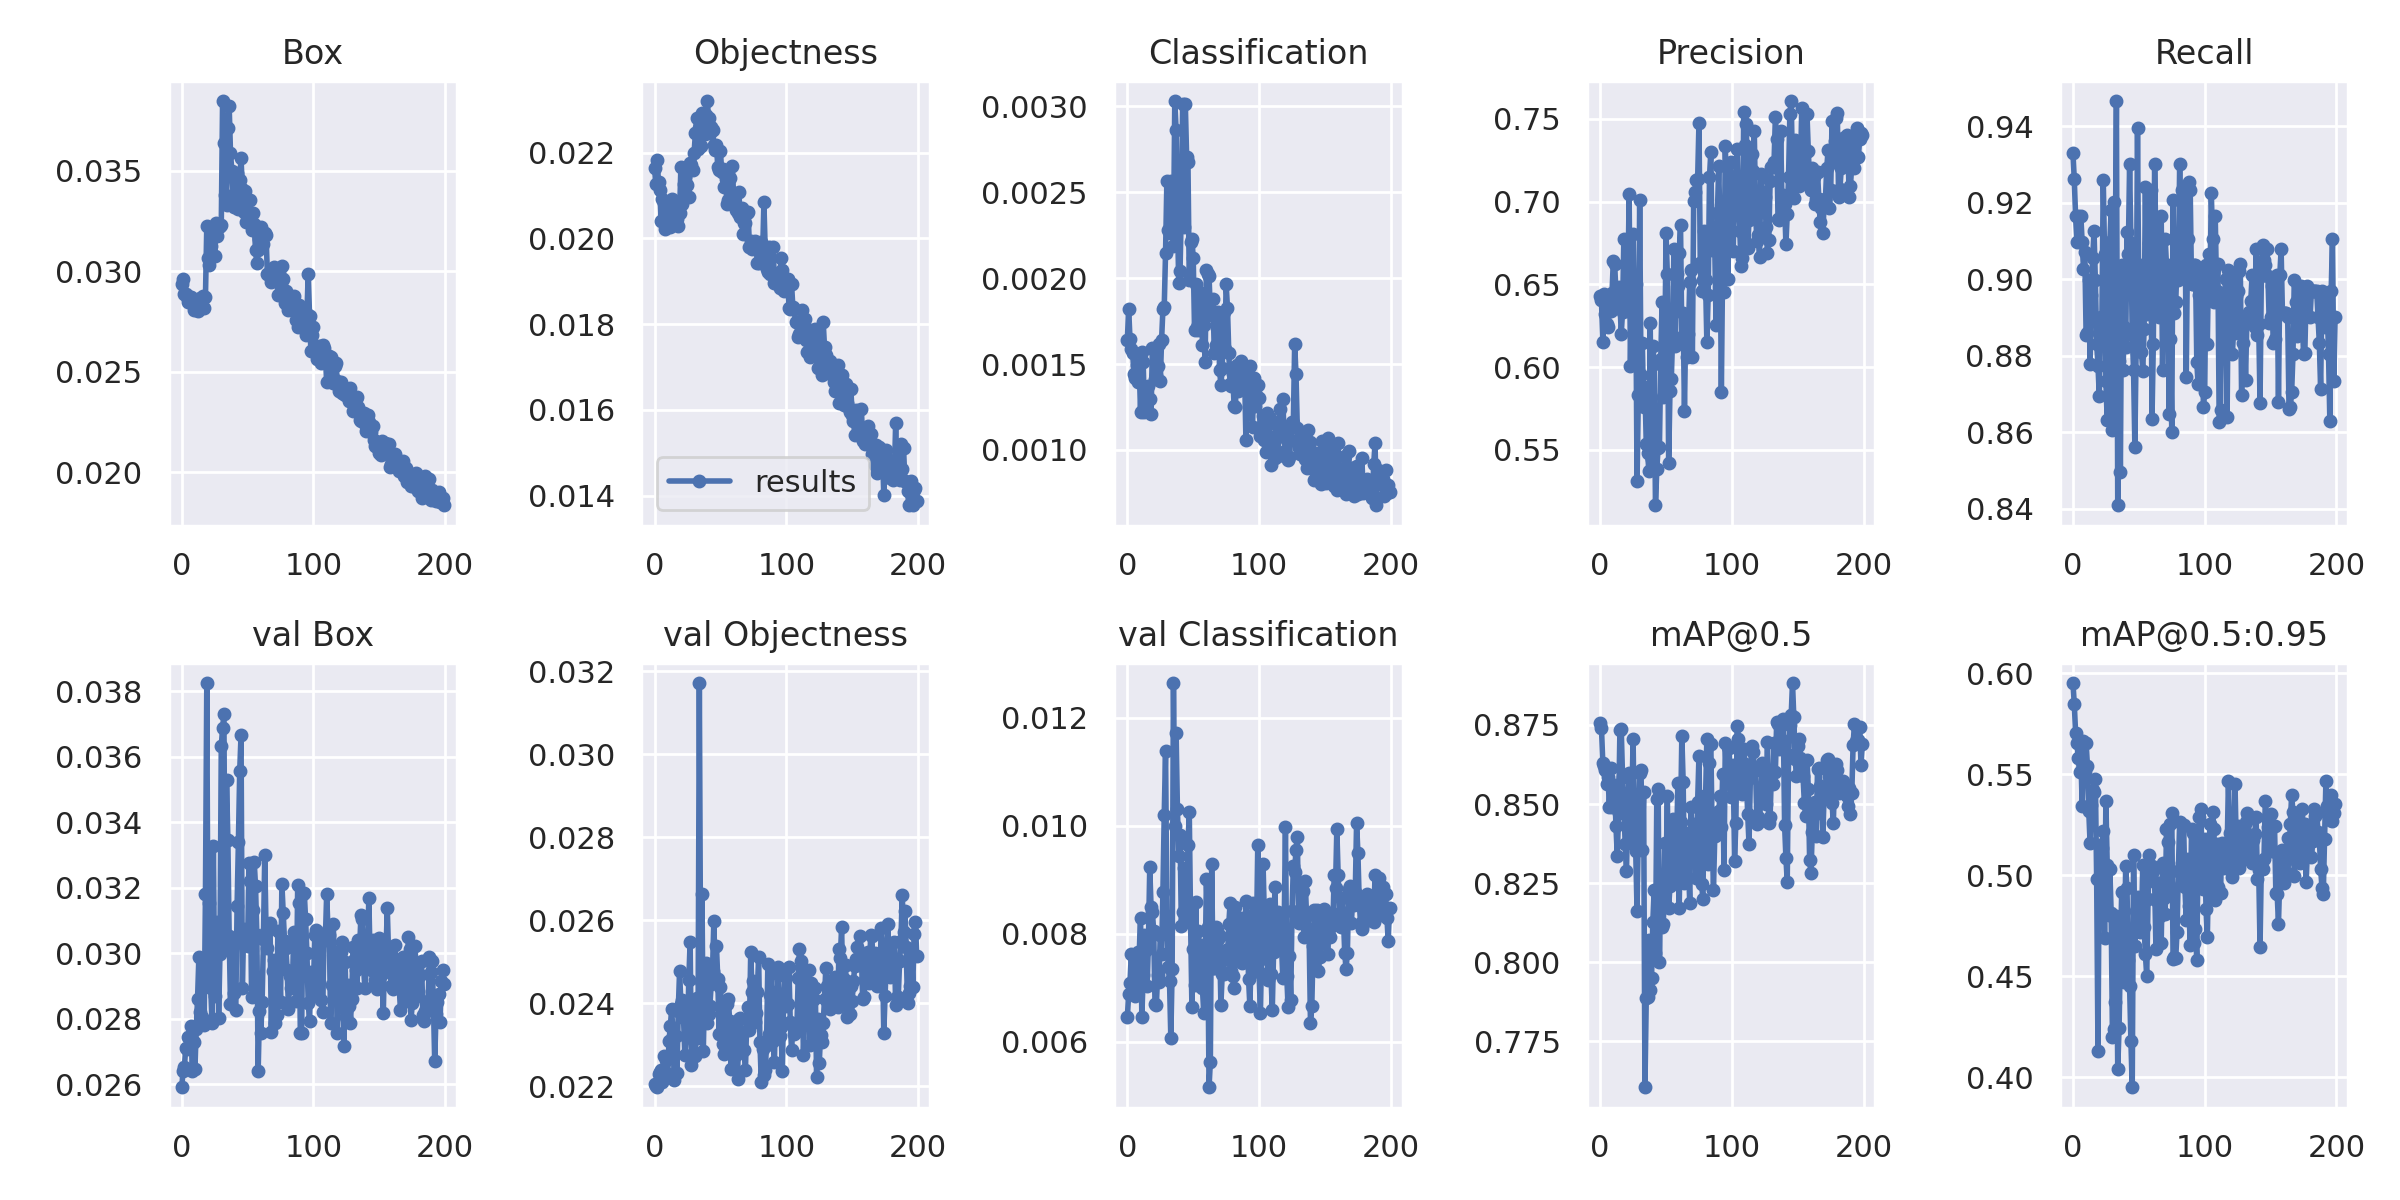 Box
Objectness
Classification
Precision
Recall
0.035
0.030
0.025
0.020
0 100 200
0.022
0.020
0.018
0.016
0.014
results
0 100 200
0.0030
0.0025
0.0020
0.0015
0.0010
0 100 200
0.75
0.70
0.65
0.60
0.55
0 100 200
0.94
0.92
0.90
0.88
0.86
0.84
0 100 200
val Box
val Objectness
val Classification
mAP@0.5
mAP@0.5:0.95
0.038
0.036
0.034
0.032
0.030
0.028
0.026
0 100 200
0.032
0.030
0.028
0.026
0.024
0.022
0 100 200
0.012
0.010
0.008
0.006
0 100 200
0.875
0.850
0.825
0.800
0.775
0 100 200
0.60
0.55
0.50
0.45
0.40
0 100 200